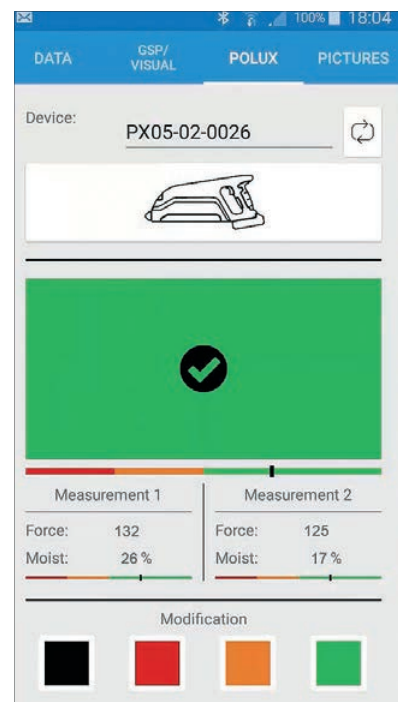 100% 18:04
DATA
GSP/
VISUAL
POLUX
PICTURES
Device:
PX05-02-0026
Measurement 1
Measurement 2
Force: 132
Force: 125
Moist: 26 %
Moist: 17 %
Modification